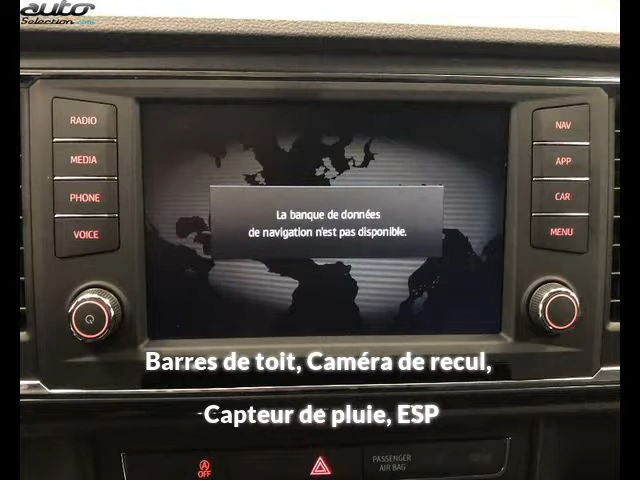 auto
Selection.com
RADIO
MEDIA
PHONE
VOICE
NAV
APP
CAR
MENU
La banque de données
de navigation n'est pas disponible.
Barres de toit, Caméra de recul,
Capteur de pluie, ESP
A
OFF
PASSENGER
AIR BAG